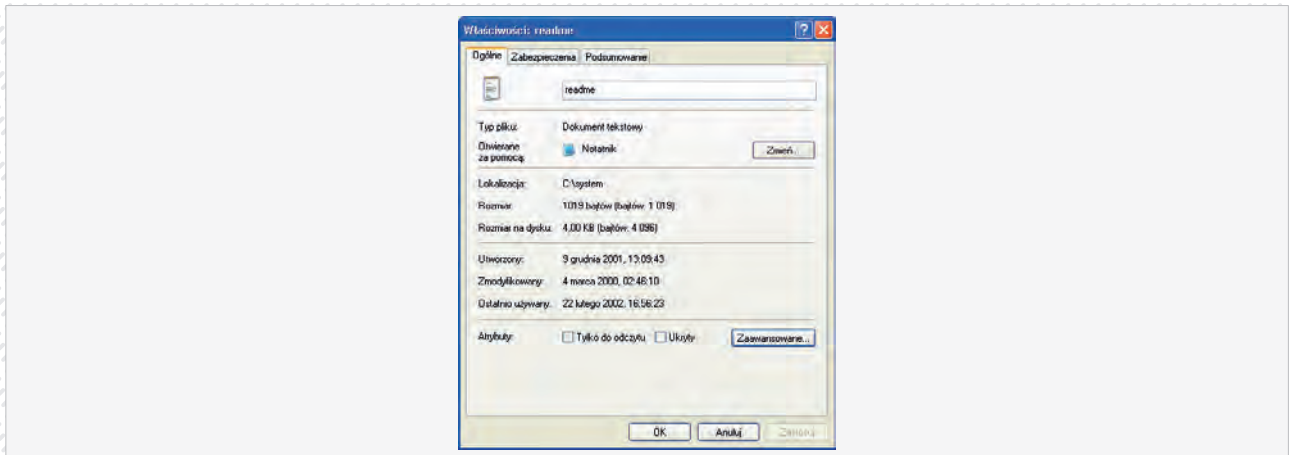 Właściwości: readme
Ogólne Zabezpieczenia Podsumowanie
readme
Typ pliku: Dokument tekstowy
Otwierane za pomocą: Notatnik Zmień...
Lokalizacja: C:\system
Rozmiar: 1019 bajtów (bajtów: 1 019)
Rozmiar na dysku: 4,00 KB (bajtów: 4 096)
Utworzony: 9 grudnia 2001, 13:09:43
Zmodyfikowany: 4 marca 2000, 02:46:10
Ostatnio używany: 22 lutego 2002, 16:56:23
Atrybuty: Tylko do odczytu Ukryty Zaawansowane...
OK Anuluj Zastosuj